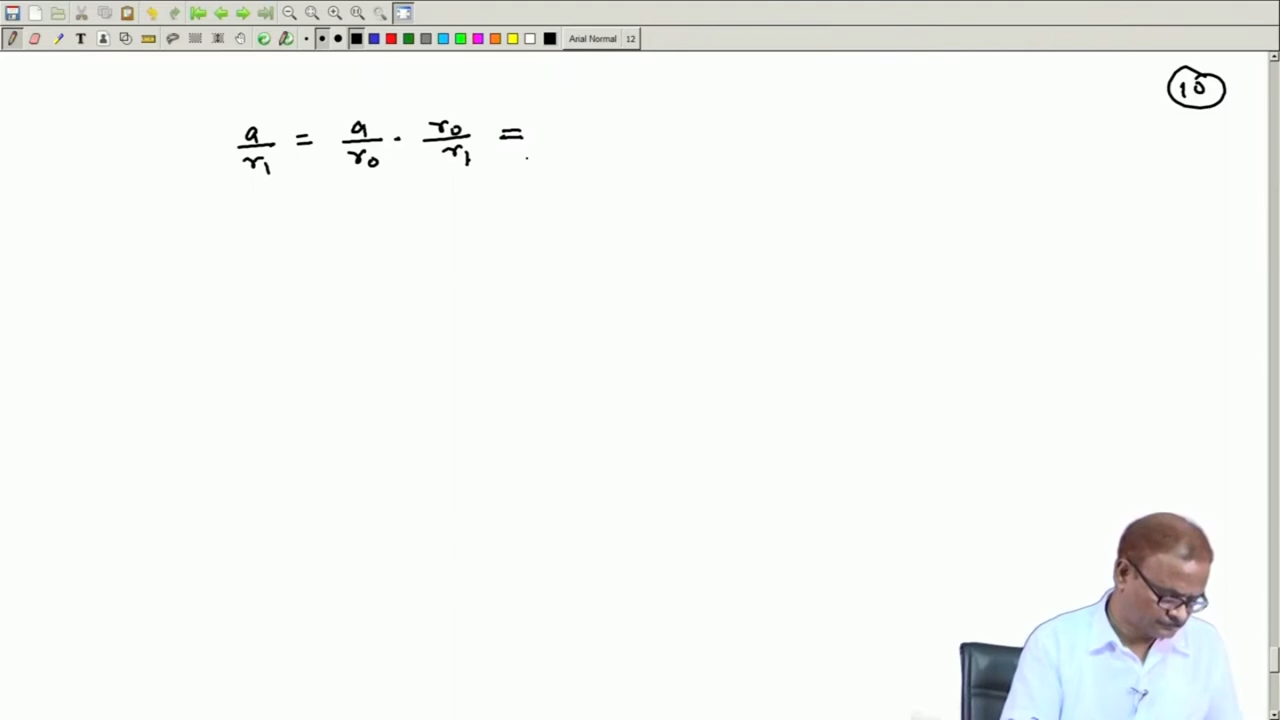 Arial Normal 12
10
a/r₁ = a/r₀ · r₀/r₁ =